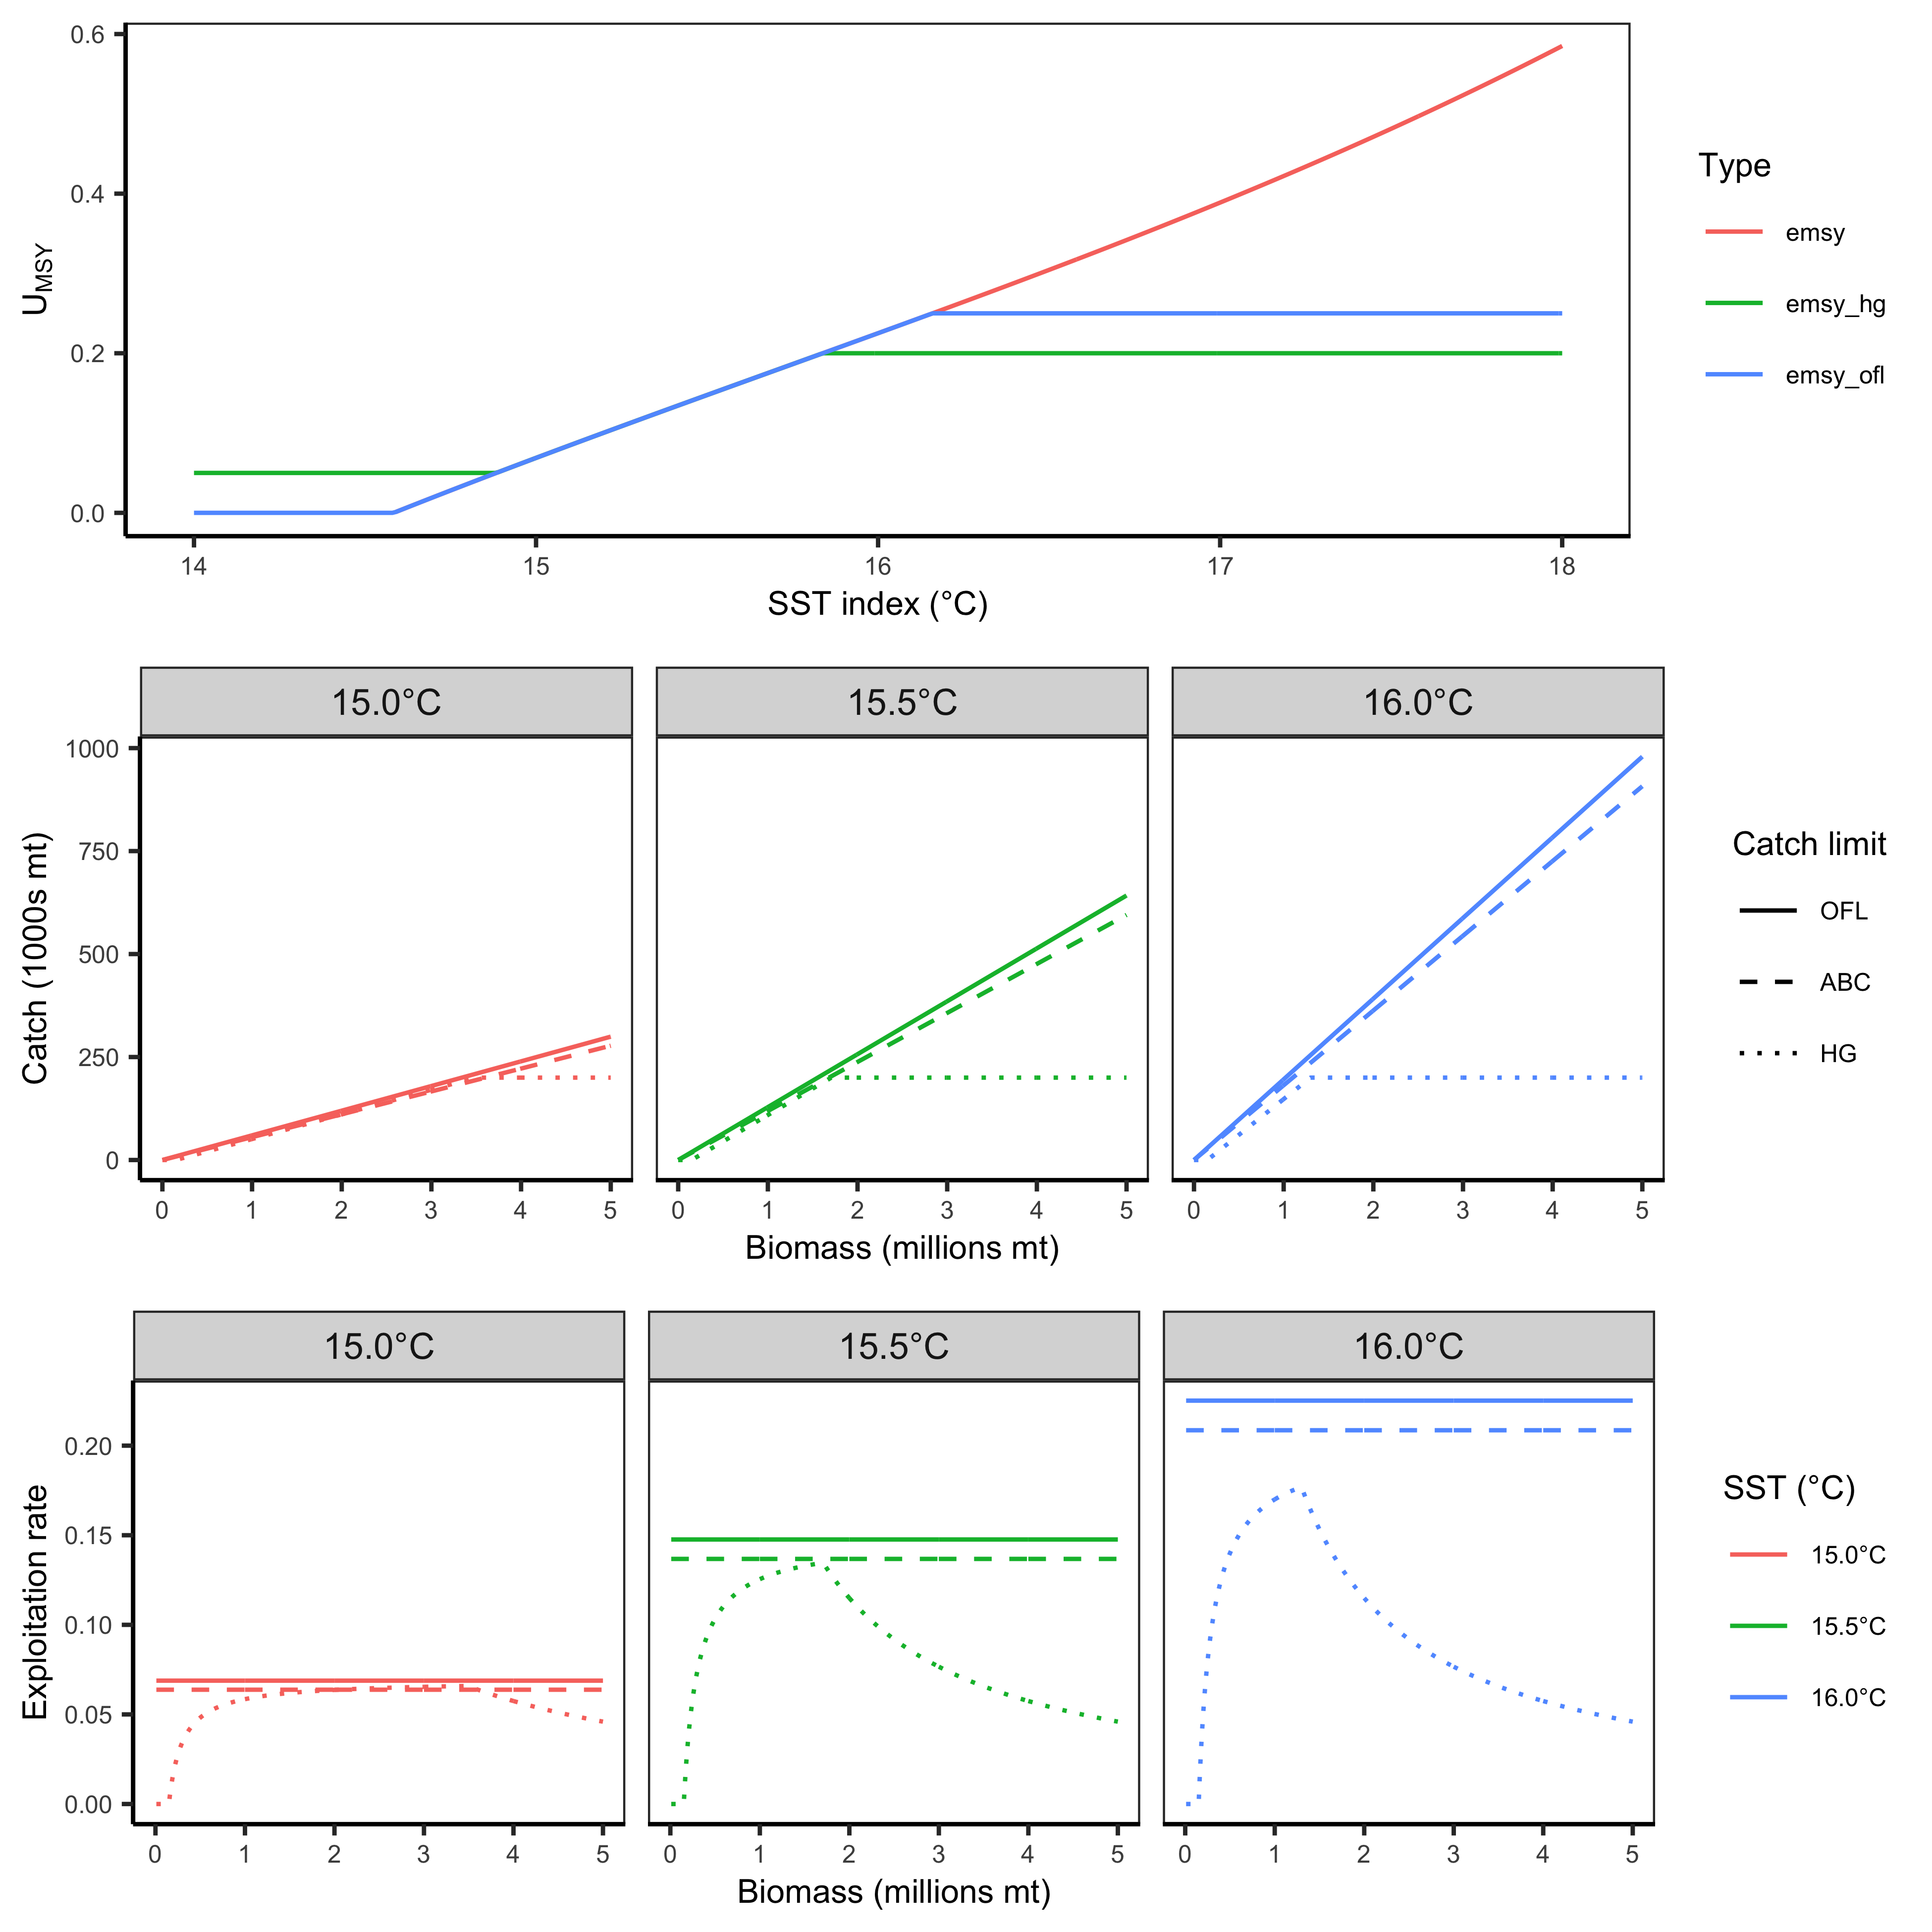 0.6
0.4
0.2
0.0
U_MSY
14 15 16 17 18
SST index (°C)
Type
emsy
emsy_hg
emsy_ofl
15.0°C 15.5°C 16.0°C
1000
750
500
250
0
Catch (1000s mt)
0 1 2 3 4 5 0 1 2 3 4 5 0 1 2 3 4 5
Biomass (millions mt)
Catch limit
OFL
ABC
HG
15.0°C 15.5°C 16.0°C
0.20
0.15
0.10
0.05
0.00
Exploitation rate
0 1 2 3 4 5 0 1 2 3 4 5 0 1 2 3 4 5
Biomass (millions mt)
SST (°C)
15.0°C
15.5°C
16.0°C